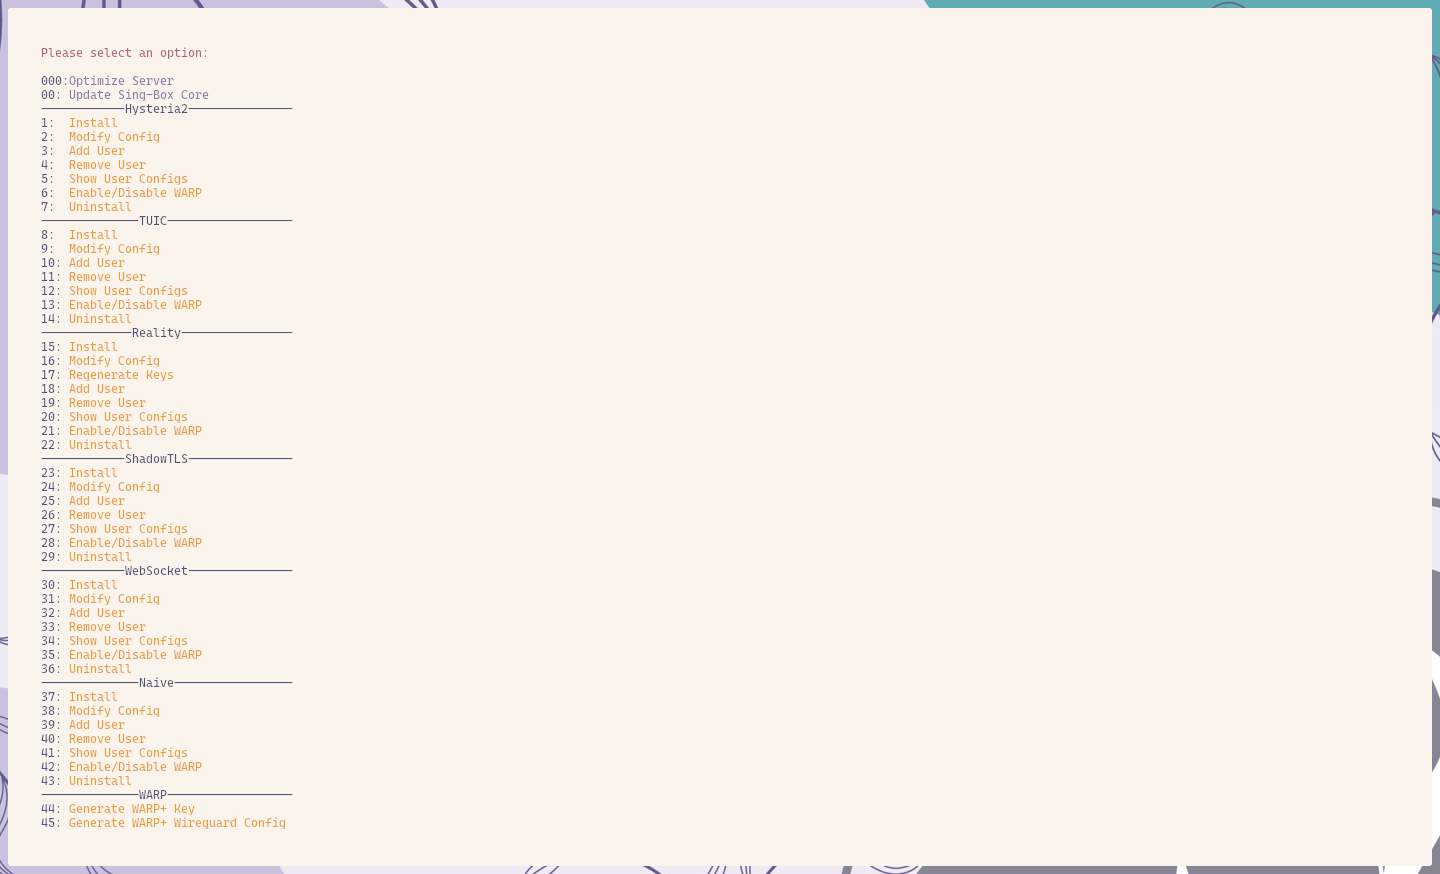 Please select an option:
000:Optimize Server
00: Update Sing-Box Core
────────────Hysteria2───────────────
1:  Install
2:  Modify Config
3:  Add User
4:  Remove User
5:  Show User Configs
6:  Enable/Disable WARP
7:  Uninstall
──────────────TUIC──────────────────
8:  Install
9:  Modify Config
10: Add User
11: Remove User
12: Show User Configs
13: Enable/Disable WARP
14: Uninstall
─────────────Reality────────────────
15: Install
16: Modify Config
17: Regenerate Keys
18: Add User
19: Remove User
20: Show User Configs
21: Enable/Disable WARP
22: Uninstall
────────────ShadowTLS───────────────
23: Install
24: Modify Config
25: Add User
26: Remove User
27: Show User Configs
28: Enable/Disable WARP
29: Uninstall
────────────WebSocket───────────────
30: Install
31: Modify Config
32: Add User
33: Remove User
34: Show User Configs
35: Enable/Disable WARP
36: Uninstall
──────────────Naive─────────────────
37: Install
38: Modify Config
39: Add User
40: Remove User
41: Show User Configs
42: Enable/Disable WARP
43: Uninstall
──────────────WARP──────────────────
44: Generate WARP+ Key
45: Generate WARP+ Wireguard Config